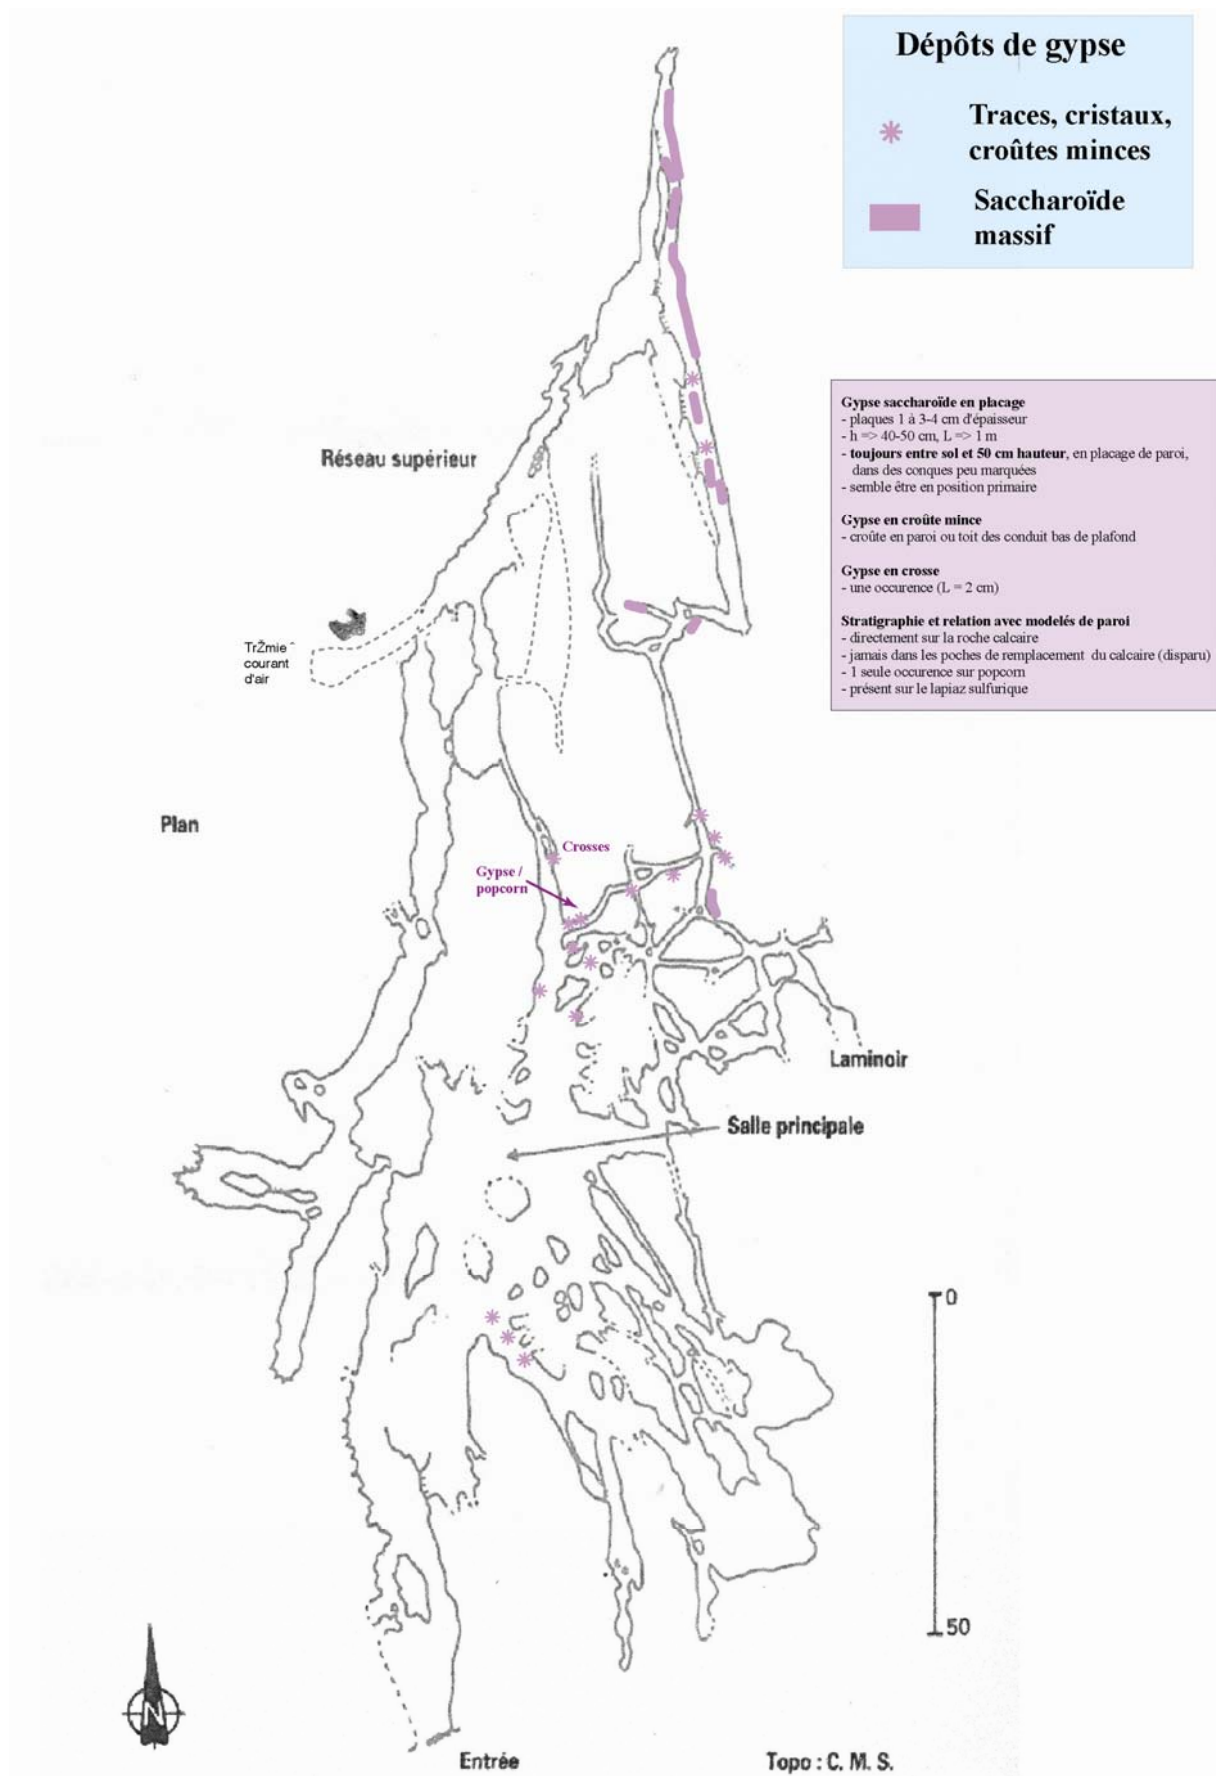 Dépôts de gypse
Traces, cristaux,
croûtes minces
Saccharoïde
massif
Gypse saccharoïde en placage
- plaques 1 à 3-4 cm d'épaisseur
- h => 40-50 cm, L => 1 m
- toujours entre sol et 50 cm hauteur, en placage de paroi,
dans des conques peu marquées
- semble être en position primaire
Gypse en croûte mince
- croûte en paroi ou toit des conduit bas de plafond
Gypse en crosse
- une occurence (L = 2 cm)
Stratigraphie et relation avec modelés de paroi
- directement sur la roche calcaire
- jamais dans les poches de remplacement du calcaire (disparu)
- 1 seule occurence sur popcorn
- présent sur le lapiaz sulfurique
Réseau supérieur
TrŽmie ˆ
courant
d'air
Plan
Crosses
Gypse /
popcorn
Laminoir
Salle principale
0
50
N
Entrée
Topo : C. M. S.